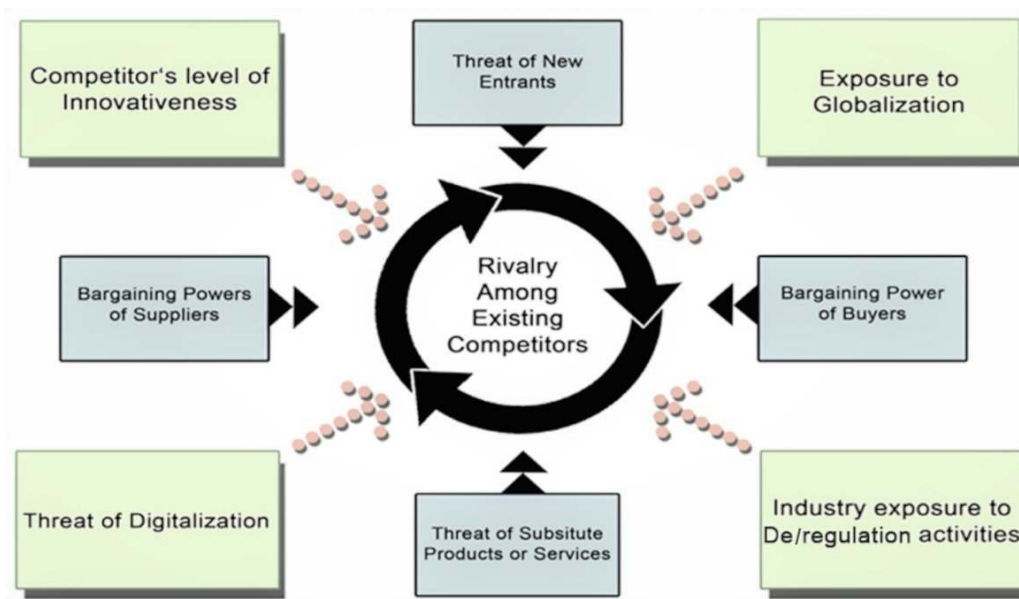 Competitor's level of
Innovativeness
Threat of New
Entrants
Exposure to
Globalization
Bargaining Powers
of Suppliers
Rivalry
Among
Existing
Competitors
Bargaining Power
of Buyers
Threat of Digitalization
Threat of Subsitute
Products or Services
Industry exposure to
De/regulation activities